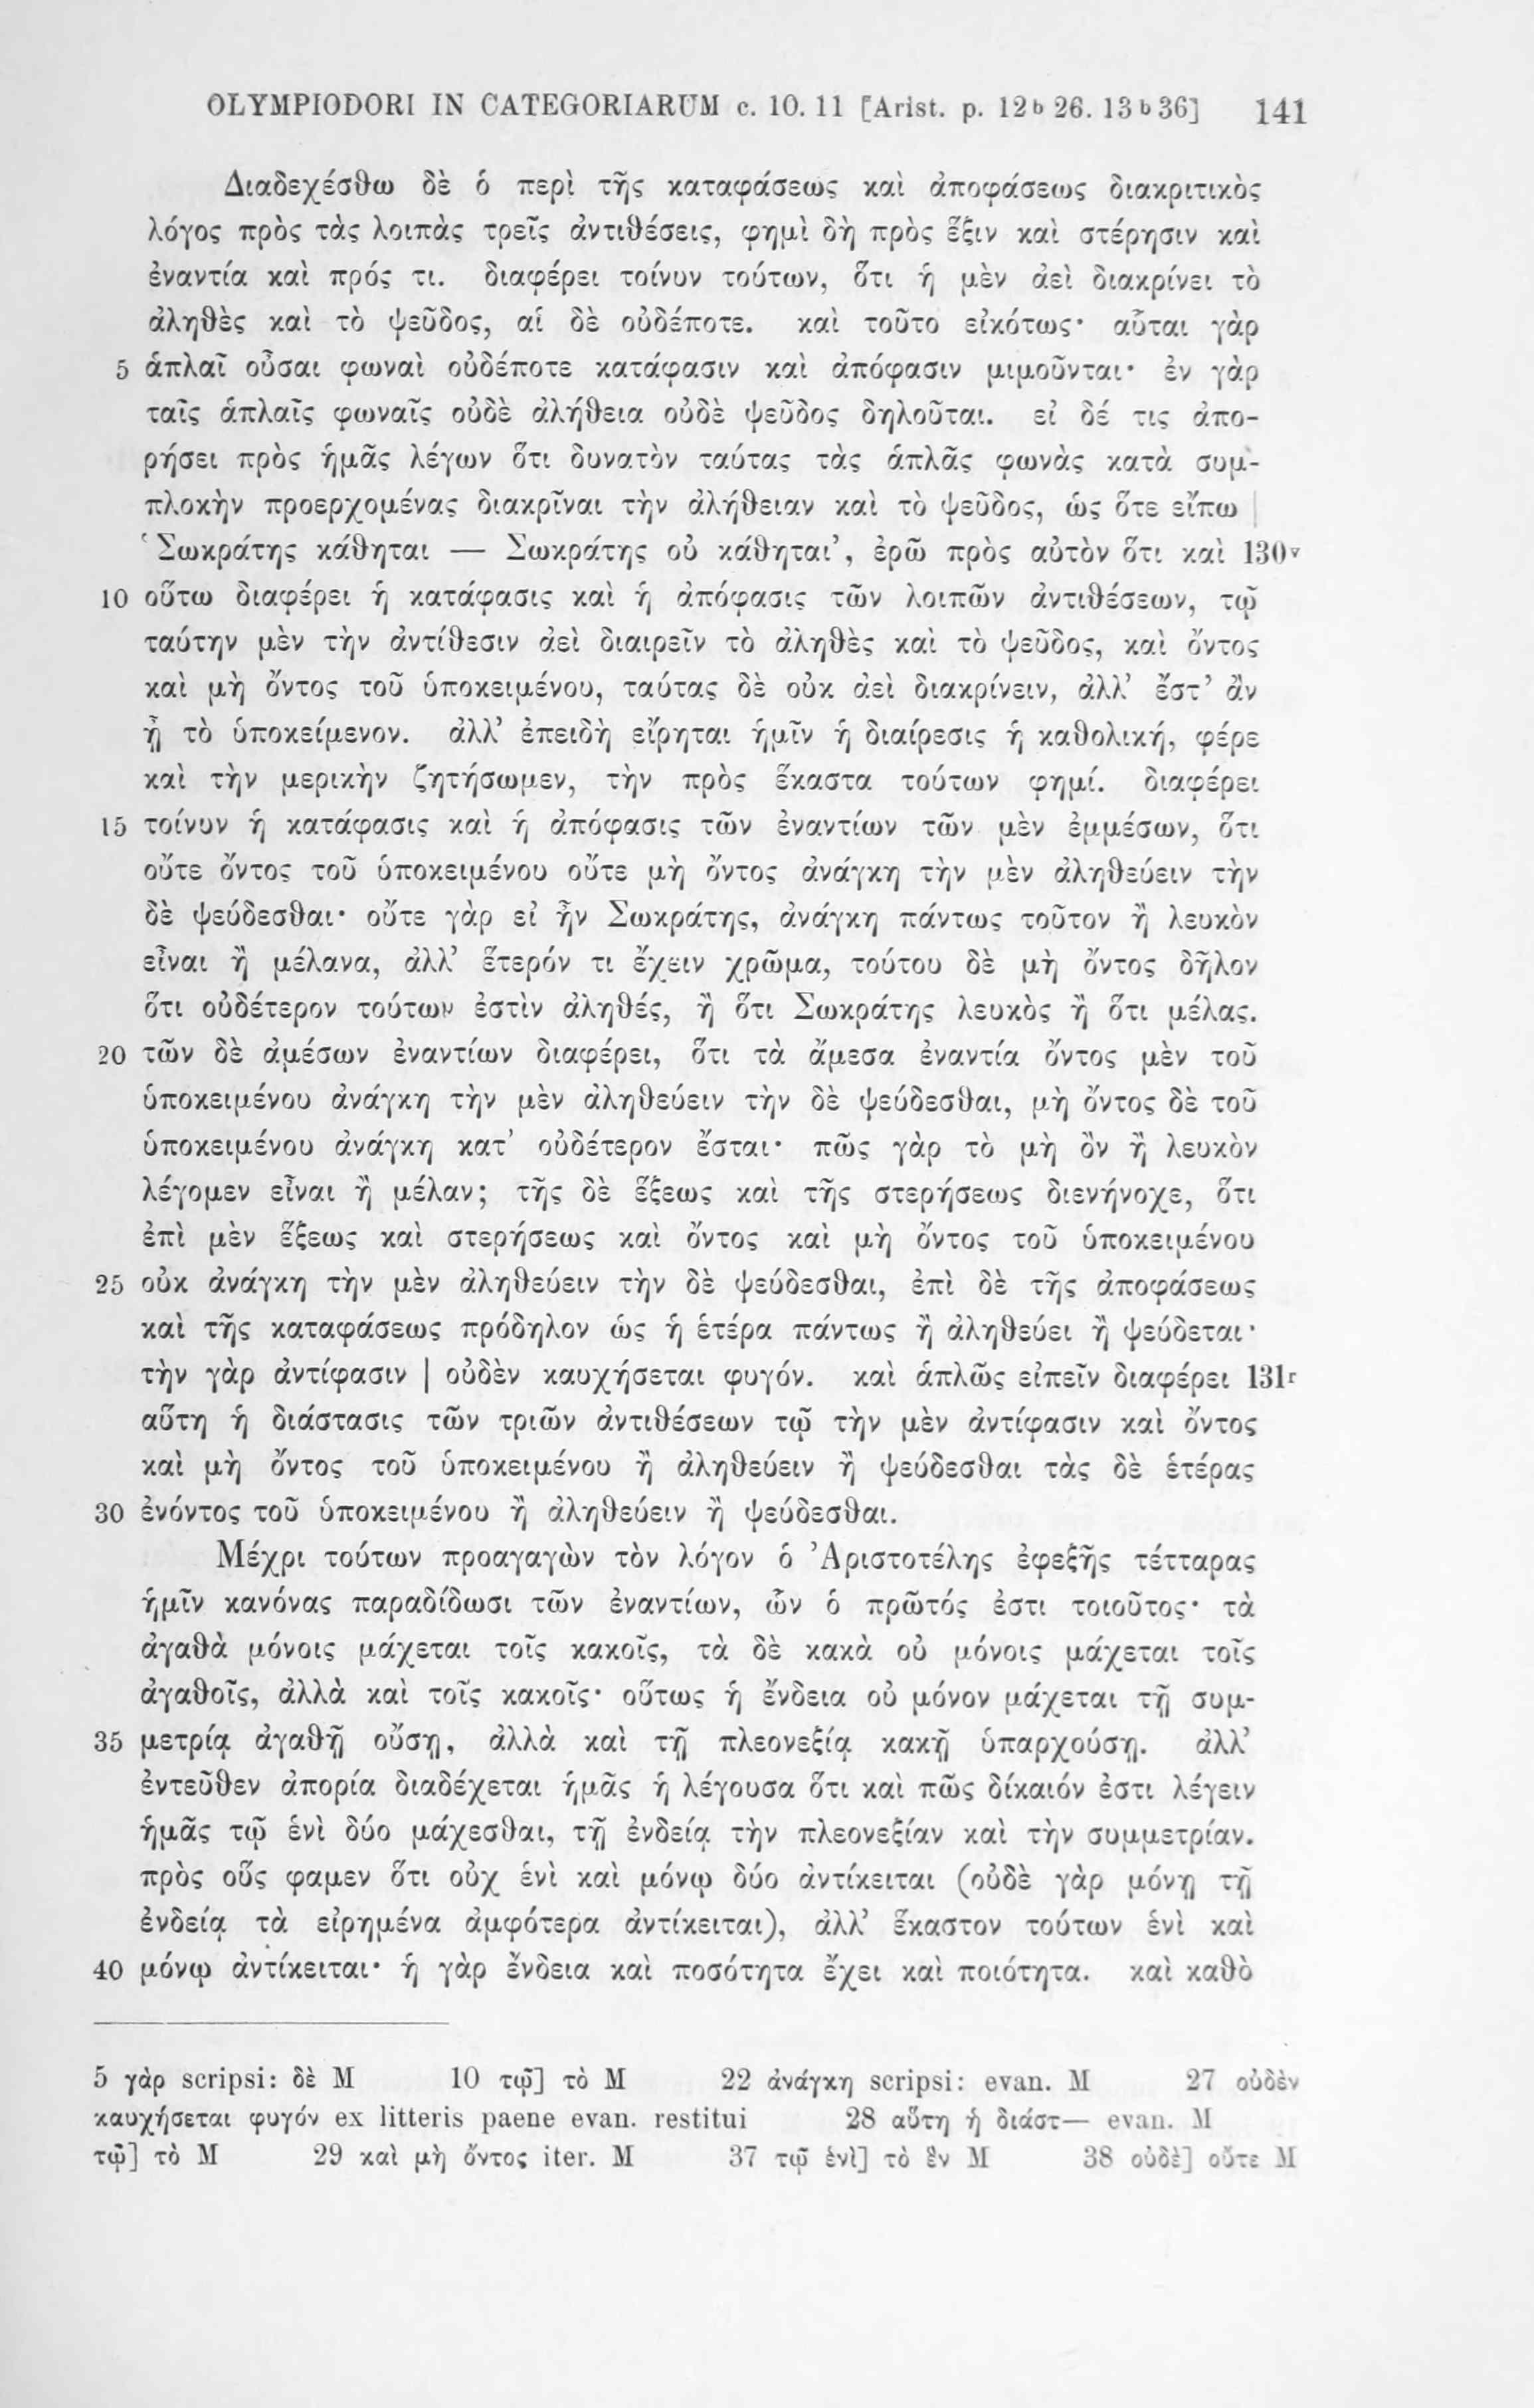 OLYMPIODORI IN CATEGORIARUM c. 10. 11 [Arist. p. 12b 26. 13b 36] 141
Διαδεχέσθω δὲ ὁ περὶ τῆς καταφάσεως καὶ ἀποφάσεως διακριτικὸς
λόγος πρὸς τὰς λοιπὰς τρεῖς ἀντιθέσεις, φημὶ δὴ πρὸς ἕξιν καὶ στέρησιν καὶ
ἐναντία καὶ πρός τι. διαφέρει τοίνυν τούτων, ὅτι ἡ μὲν ἀεὶ διακρίνει τὸ
ἀληθὲς καὶ τὸ ψεῦδος, αἱ δὲ οὐδέποτε. καὶ τοῦτο εἰκότως· αὗται γὰρ
5 ἁπλαῖ οὖσαι φωναὶ οὐδέποτε κατάφασιν καὶ ἀπόφασιν μιμοῦνται· ἐν γὰρ
ταῖς ἁπλαῖς φωναῖς οὐδὲ ἀλήθεια οὐδὲ ψεῦδος δηλοῦται. εἰ δέ τις ἀπο-
ρήσει πρὸς ἡμᾶς λέγων ὅτι δυνατὸν ταύτας τὰς ἁπλᾶς φωνὰς κατὰ συμ-
πλοκὴν προερχομένας διακρῖναι τὴν ἀλήθειαν καὶ τὸ ψεῦδος, ὡς ὅτε εἴπω |
‘Σωκράτης κάθηται — Σωκράτης οὐ κάθηται’, ἐρῶ πρὸς αὐτὸν ὅτι καὶ 130v
10 οὕτω διαφέρει ἡ κατάφασις καὶ ἡ ἀπόφασις τῶν λοιπῶν ἀντιθέσεων, τῷ
ταύτην μὲν τὴν ἀντίθεσιν ἀεὶ διαιρεῖν τὸ ἀληθὲς καὶ τὸ ψεῦδος, καὶ ὄντος
καὶ μὴ ὄντος τοῦ ὑποκειμένου, ταύτας δὲ οὐκ ἀεὶ διακρίνειν, ἀλλ’ ἔστ’ ἂν
ᾖ τὸ ὑποκείμενον. ἀλλ’ ἐπειδὴ εἴρηται ἡμῖν ἡ διαίρεσις ἡ καθολική, φέρε
καὶ τὴν μερικὴν ζητήσωμεν, τὴν πρὸς ἕκαστα τούτων φημί. διαφέρει
15 τοίνυν ἡ κατάφασις καὶ ἡ ἀπόφασις τῶν ἐναντίων τῶν μὲν ἐμμέσων, ὅτι
οὔτε ὄντος τοῦ ὑποκειμένου οὔτε μὴ ὄντος ἀνάγκη τὴν μὲν ἀληθεύειν τὴν
δὲ ψεύδεσθαι· οὔτε γὰρ εἰ ἦν Σωκράτης, ἀνάγκη πάντως τοῦτον ἢ λευκὸν
εἶναι ἢ μέλανα, ἀλλ’ ἕτερόν τι ἔχειν χρῶμα, τούτου δὲ μὴ ὄντος δῆλον
ὅτι οὐδέτερον τούτων ἐστὶν ἀληθές, ἢ ὅτι Σωκράτης λευκὸς ἢ ὅτι μέλας.
20 τῶν δὲ ἀμέσων ἐναντίων διαφέρει, ὅτι τὰ ἄμεσα ἐναντία ὄντος μὲν τοῦ
ὑποκειμένου ἀνάγκη τὴν μὲν ἀληθεύειν τὴν δὲ ψεύδεσθαι, μὴ ὄντος δὲ τοῦ
ὑποκειμένου ἀνάγκη κατ’ οὐδέτερον ἔσται· πῶς γὰρ τὸ μὴ ὂν ἢ λευκὸν
λέγομεν εἶναι ἢ μέλαν; τῆς δὲ ἕξεως καὶ τῆς στερήσεως διενήνοχε, ὅτι
ἐπὶ μὲν ἕξεως καὶ στερήσεως καὶ ὄντος καὶ μὴ ὄντος τοῦ ὑποκειμένου
25 οὐκ ἀνάγκη τὴν μὲν ἀληθεύειν τὴν δὲ ψεύδεσθαι, ἐπὶ δὲ τῆς ἀποφάσεως
καὶ τῆς καταφάσεως πρόδηλον ὡς ἡ ἑτέρα πάντως ἢ ἀληθεύει ἢ ψεύδεται·
τὴν γὰρ ἀντίφασιν | οὐδὲν καυχήσεται φυγόν. καὶ ἁπλῶς εἰπεῖν διαφέρει 131r
αὕτη ἡ διάστασις τῶν τριῶν ἀντιθέσεων τῷ τὴν μὲν ἀντίφασιν καὶ ὄντος
καὶ μὴ ὄντος τοῦ ὑποκειμένου ἢ ἀληθεύειν ἢ ψεύδεσθαι τὰς δὲ ἑτέρας
30 ἐνόντος τοῦ ὑποκειμένου ἢ ἀληθεύειν ἢ ψεύδεσθαι.
Μέχρι τούτων προαγαγὼν τὸν λόγον ὁ Ἀριστοτέλης ἐφεξῆς τέτταρας
ἡμῖν κανόνας παραδίδωσι τῶν ἐναντίων, ὧν ὁ πρῶτός ἐστι τοιοῦτος· τὰ
ἀγαθὰ μόνοις μάχεται τοῖς κακοῖς, τὰ δὲ κακὰ οὐ μόνοις μάχεται τοῖς
ἀγαθοῖς, ἀλλὰ καὶ τοῖς κακοῖς· οὕτως ἡ ἔνδεια οὐ μόνον μάχεται τῇ συμ-
35 μετρίᾳ ἀγαθῇ οὔσῃ, ἀλλὰ καὶ τῇ πλεονεξίᾳ κακῇ ὑπαρχούσῃ. ἀλλ’
ἐντεῦθεν ἀπορία διαδέχεται ἡμᾶς ἡ λέγουσα ὅτι καὶ πῶς δίκαιόν ἐστι λέγειν
ἡμᾶς τῷ ἑνὶ δύο μάχεσθαι, τῇ ἐνδείᾳ τὴν πλεονεξίαν καὶ τὴν συμμετρίαν.
πρὸς οὕς φαμεν ὅτι οὐχ ἑνὶ καὶ μόνῳ δύο ἀντίκειται (οὐδὲ γὰρ μόνῃ τῇ
ἐνδείᾳ τὰ εἰρημένα ἀμφότερα ἀντίκειται), ἀλλ’ ἕκαστον τούτων ἑνὶ καὶ
40 μόνῳ ἀντίκειται· ἡ γὰρ ἔνδεια καὶ ποσότητα ἔχει καὶ ποιότητα. καὶ καθὸ
5 γὰρ scripsi: δὲ M 10 τῷ] τὸ M 22 ἀνάγκη scripsi: evan. M 27 οὐδὲν
καυχήσεται φυγόν ex litteris paene evan. restitui 28 αὕτη ἡ διάστ— evan. M
τῷ] τὸ M 29 καὶ μὴ ὄντος iter. M 37 τῷ ἑνὶ] τὸ ἓν M 38 οὐδὲ] οὔτε M